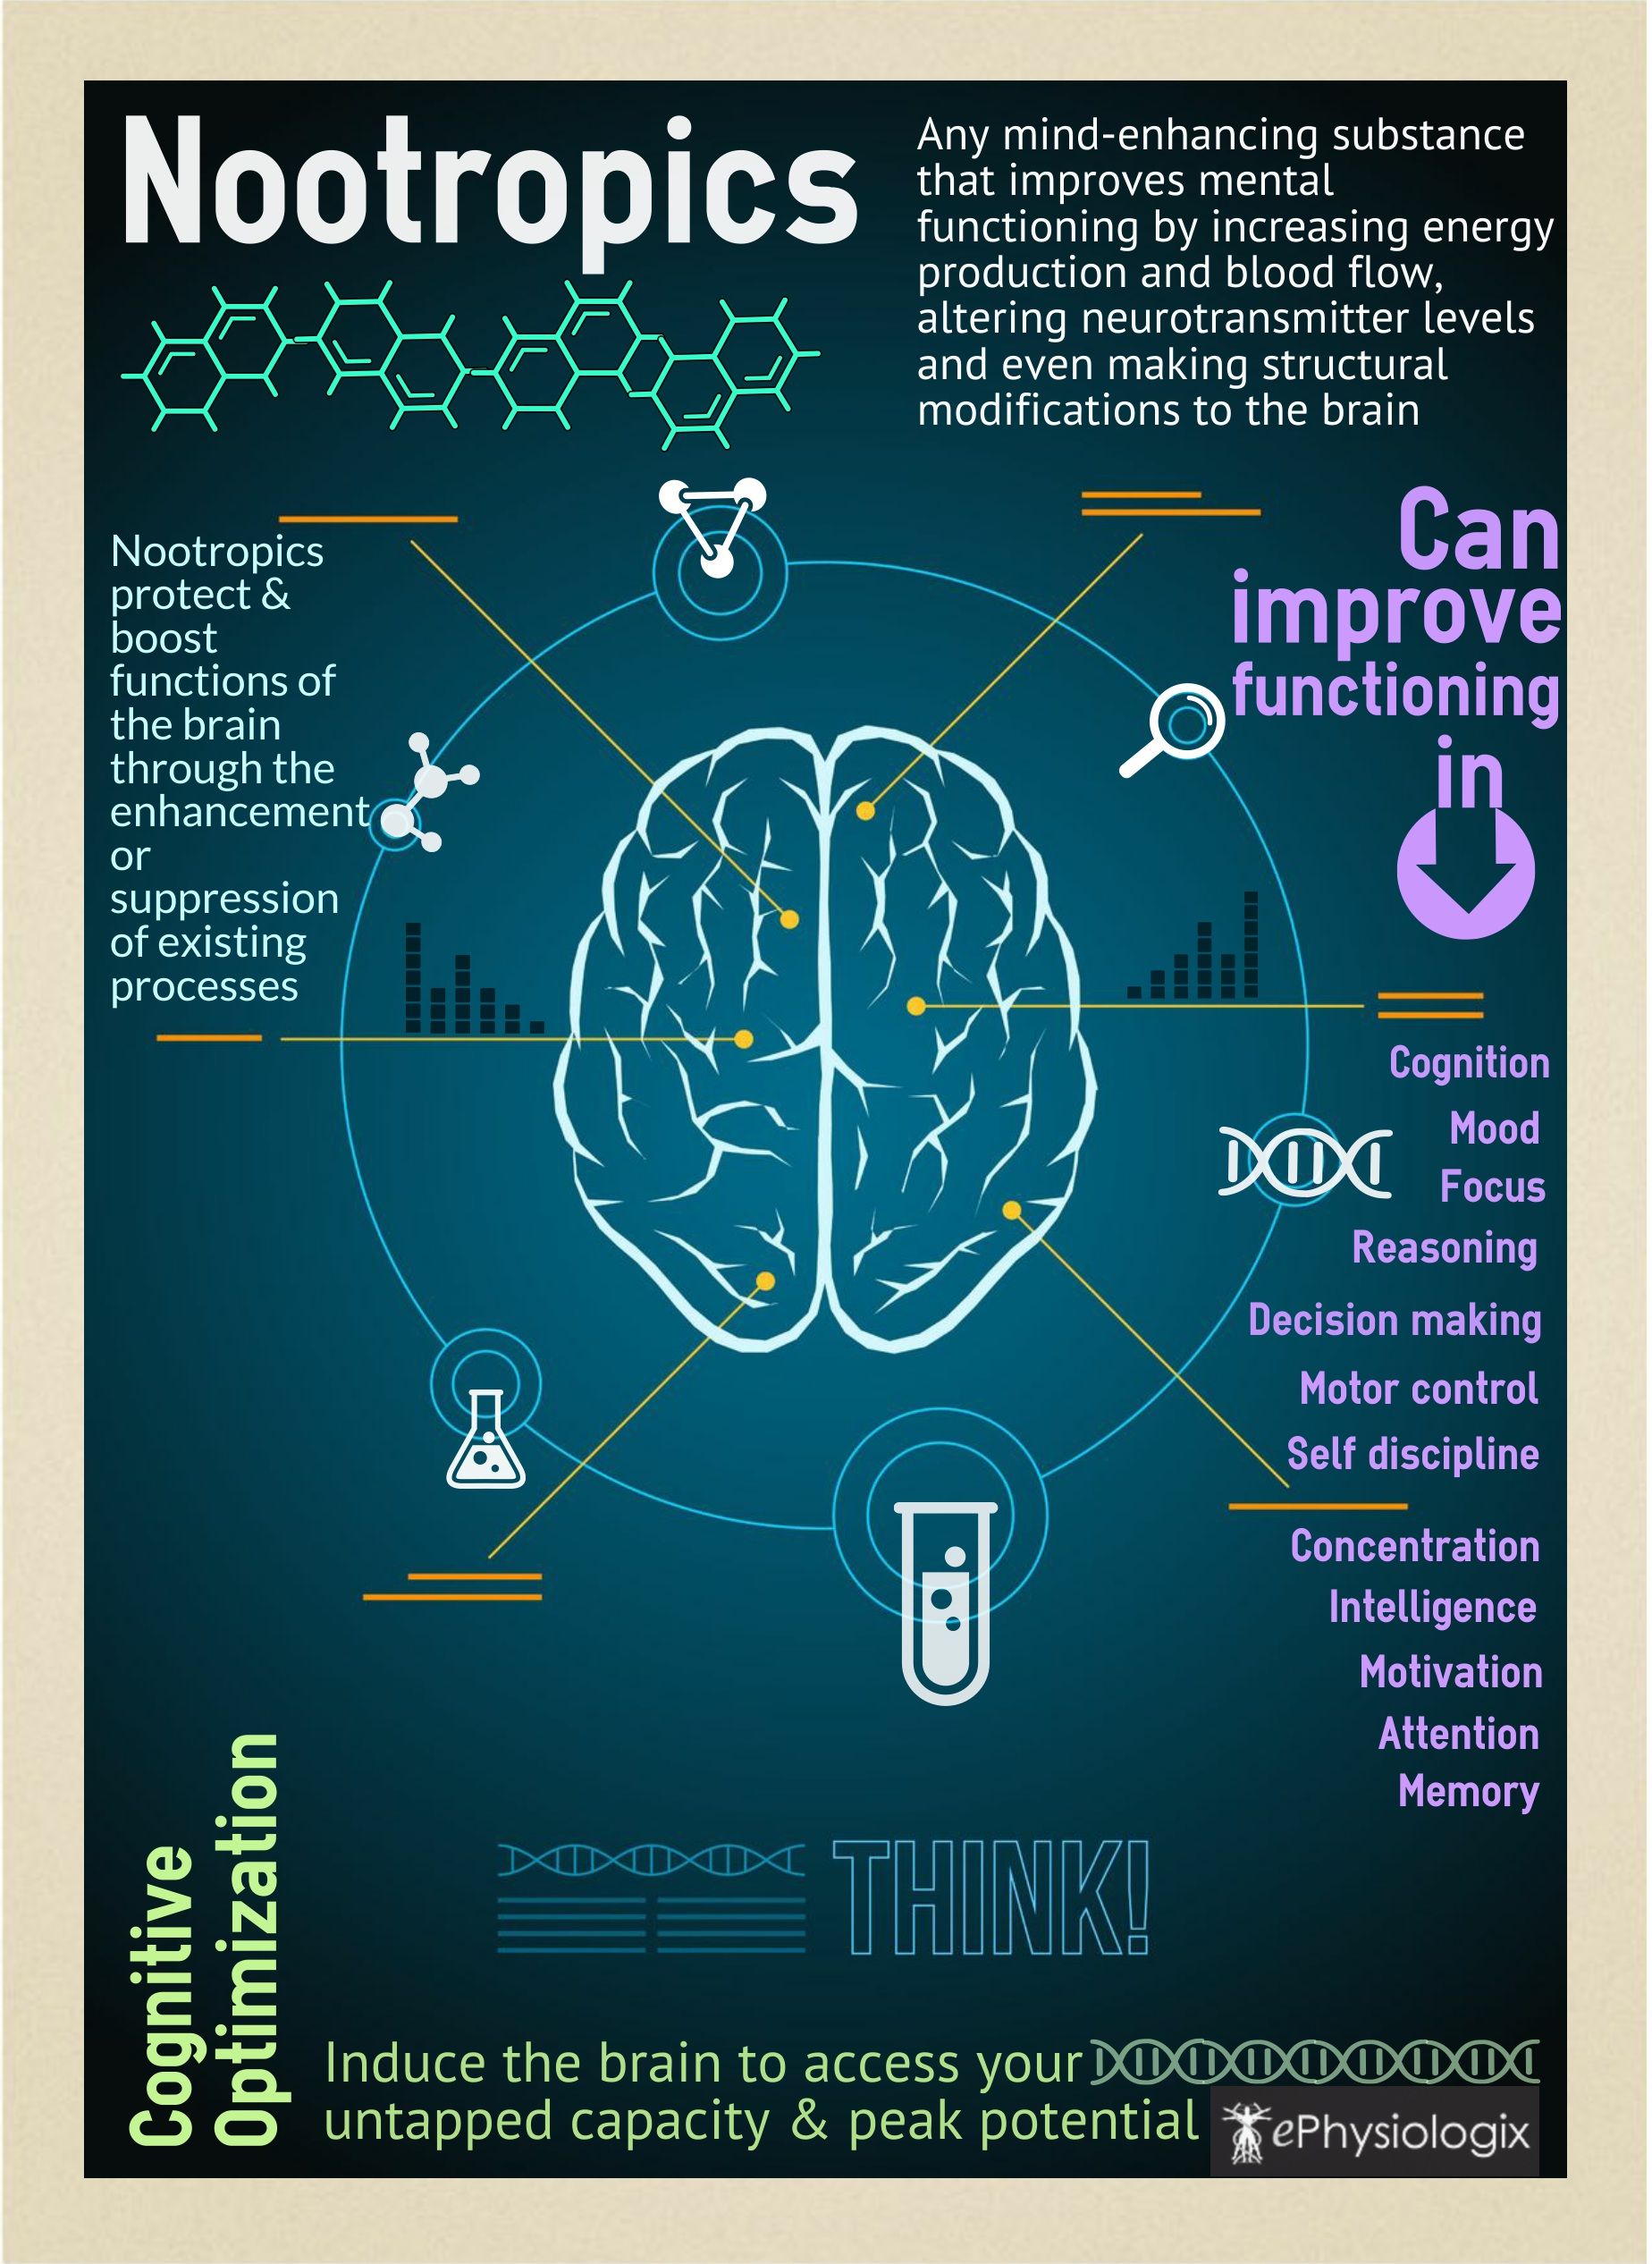 Nootropics
Any mind-enhancing substance
that improves mental
functioning by increasing energy
production and blood flow,
altering neurotransmitter levels
and even making structural
modifications to the brain
Nootropics
protect &
boost
functions of
the brain
through the
enhancement
or
suppression
of existing
processes
Can
improve
functioning
in
Cognition
Mood
Focus
Reasoning
Decision making
Motor control
Self discipline
Concentration
Intelligence
Motivation
Attention
Memory
Cognitive
Optimization
THINK!
Induce the brain to access your
untapped capacity & peak potential
ePhysiologix